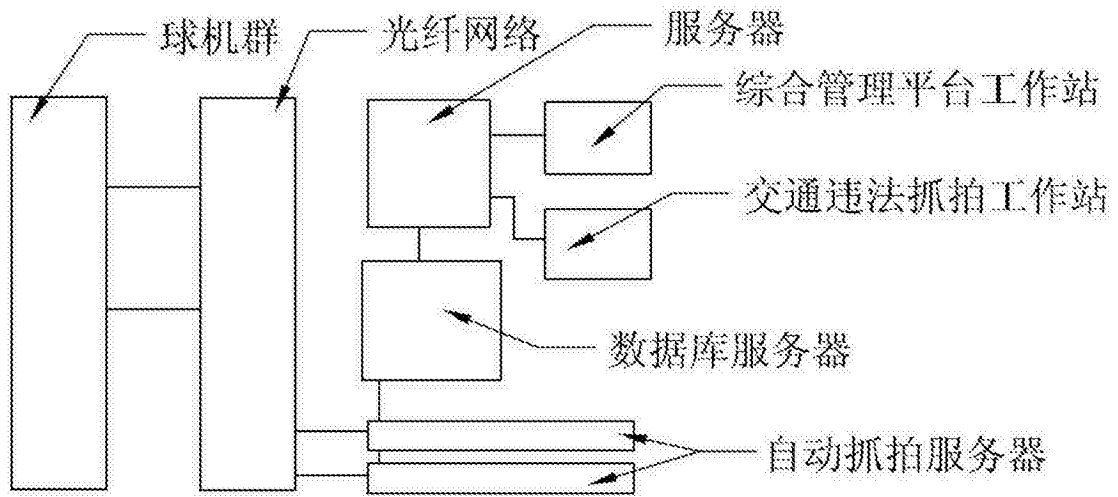 球机群
光纤网络
服务器
综合管理平台工作站
交通违法抓拍工作站
数据库服务器
自动抓拍服务器